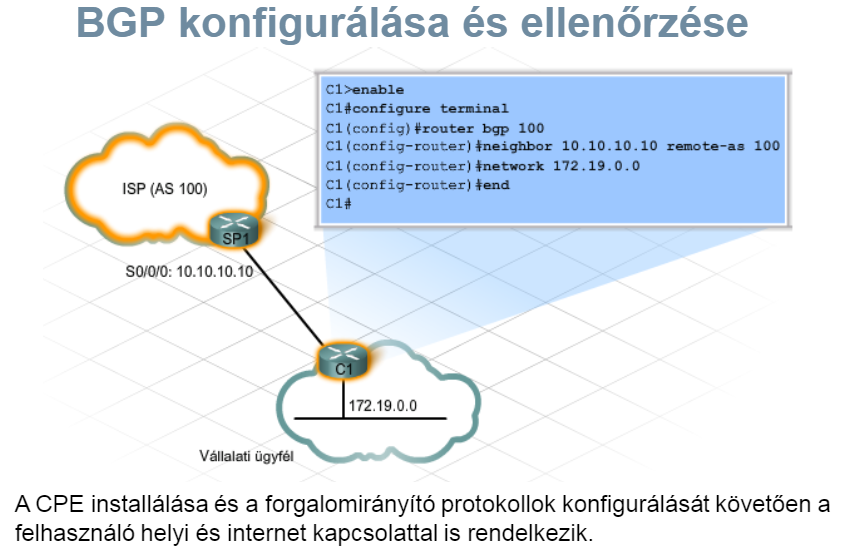 BGP konfigurálása és ellenőrzése
C1>enable
C1#configure terminal
C1(config)#router bgp 100
C1(config-router)#neighbor 10.10.10.10 remote-as 100
C1(config-router)#network 172.19.0.0
C1(config-router)#end
C1#
ISP (AS 100)
SP1
S0/0/0: 10.10.10.10
C1
172.19.0.0
Vállalati ügyfél
A CPE installálása és a forgalomirányító protokollok konfigurálását követően a
felhasználó helyi és internet kapcsolattal is rendelkezik.